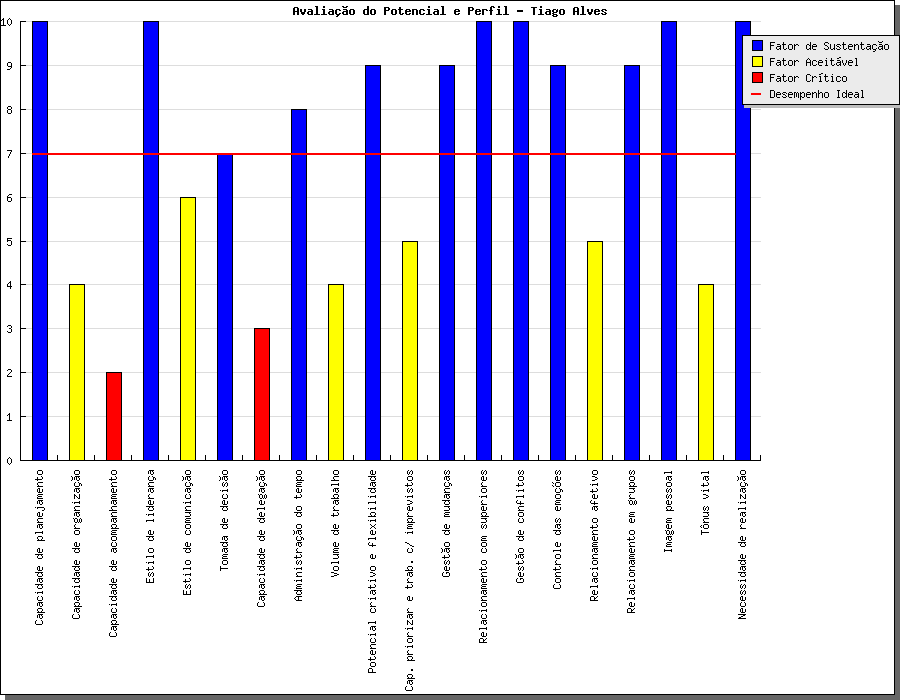 Avaliação do Potencial e Perfil - Tiago Alves
Fator de Sustentação
Fator Aceitável
Fator Crítico
Desempenho Ideal
10
9
8
7
6
5
4
3
2
1
0
Capacidade de planejamento
Capacidade de organização
Capacidade de acompanhamento
Estilo de liderança
Estilo de comunicação
Tomada de decisão
Capacidade de delegação
Administração do tempo
Volume de trabalho
Potencial criativo e flexibilidade
Cap. priorizar e trab. c/ imprevistos
Gestão de mudanças
Relacionamento com superiores
Gestão de conflitos
Controle das emoções
Relacionamento afetivo
Relacionamento em grupos
Imagem pessoal
Tônus vital
Necessidade de realização